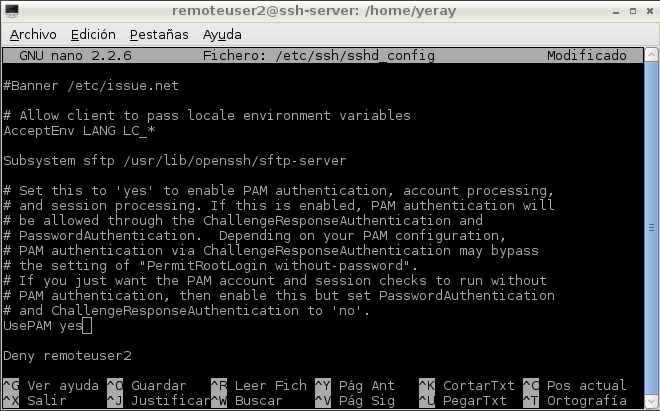 remoteuser2@ssh-server: /home/yeray
Archivo Edición Pestañas Ayuda
GNU nano 2.2.6 Fichero: /etc/ssh/sshd_config Modificado
#Banner /etc/issue.net
# Allow client to pass locale environment variables
AcceptEnv LANG LC_*
Subsystem sftp /usr/lib/openssh/sftp-server
# Set this to 'yes' to enable PAM authentication, account processing,
# and session processing. If this is enabled, PAM authentication will
# be allowed through the ChallengeResponseAuthentication and
# PasswordAuthentication.  Depending on your PAM configuration,
# PAM authentication via ChallengeResponseAuthentication may bypass
# the setting of "PermitRootLogin without-password".
# If you just want the PAM account and session checks to run without
# PAM authentication, then enable this but set PasswordAuthentication
# and ChallengeResponseAuthentication to 'no'.
UsePAM yes
Deny remoteuser2
^G Ver ayuda ^O Guardar ^R Leer Fich ^Y Pág Ant ^K CortarTxt ^C Pos actual
^X Salir ^J Justificar ^W Buscar ^V Pág Sig ^U PegarTxt ^T Ortografía